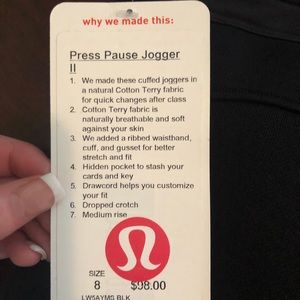 why we made this:
Press Pause Jogger
II
1. We made these cuffed joggers in
a natural Cotton Terry fabric
for quick changes after class
2. Cotton Terry fabric is
naturally breathable and soft
against your skin
3. We added a ribbed waistband,
cuff, and gusset for better
stretch and fit
4. Hidden pocket to stash your
cards and key
5. Drawcord helps you customize
your fit
6. Dropped crotch
7. Medium rise
SIZE
8 $98.00
LW5AYMS BLK